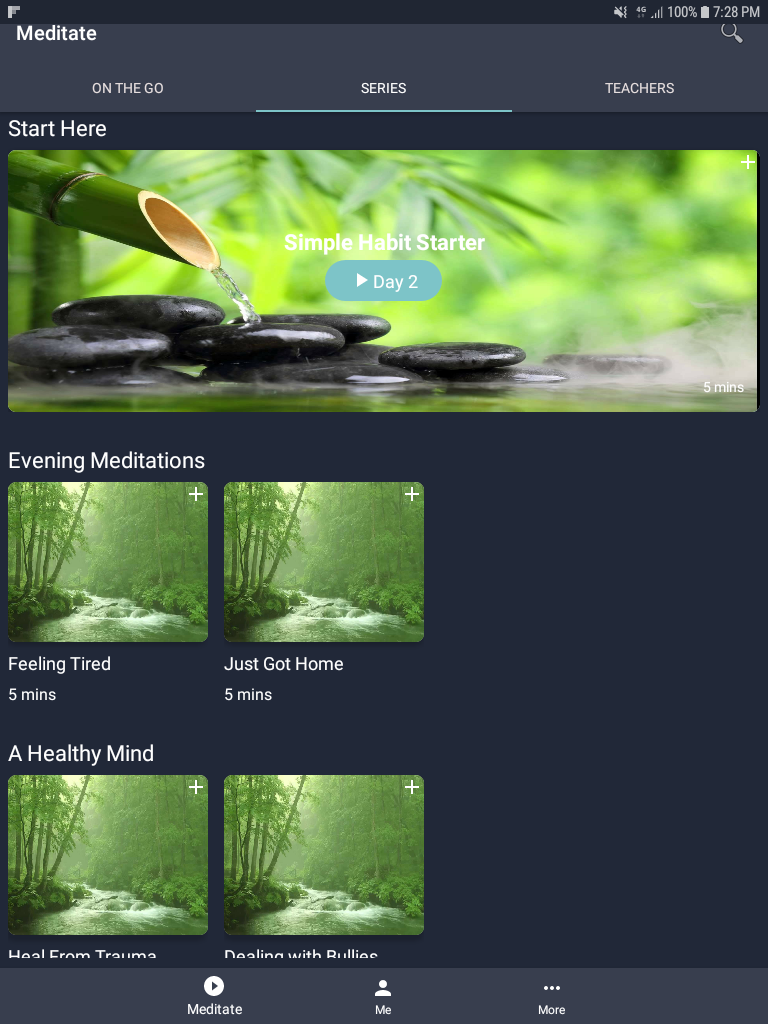 4G 100% 7:28 PM
Meditate
ON THE GO SERIES TEACHERS
Start Here
Simple Habit Starter
Day 2
5 mins
Evening Meditations
Feeling Tired Just Got Home
5 mins 5 mins
A Healthy Mind
Heal From Trauma Dealing with Bullies
Meditate Me More